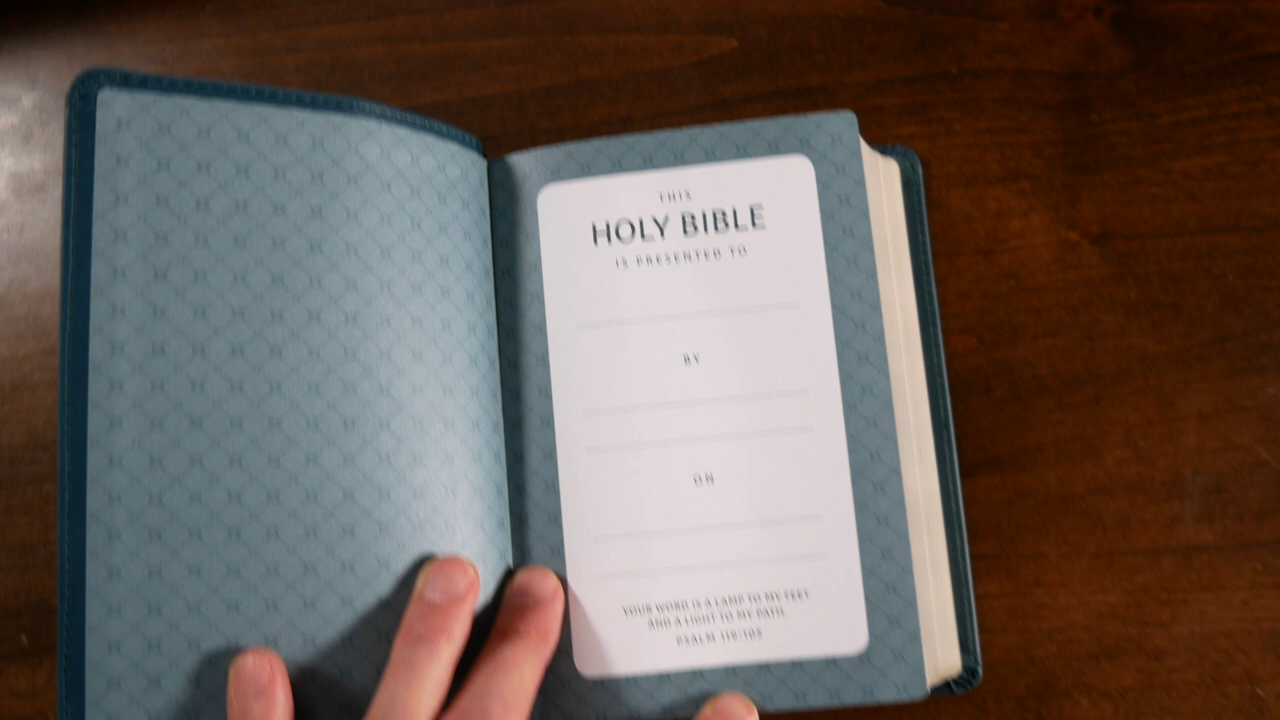 THIS
HOLY BIBLE
IS PRESENTED TO
BY
ON
YOUR WORD IS A LAMP TO MY FEET
AND A LIGHT TO MY PATH.
PSALM 119:105